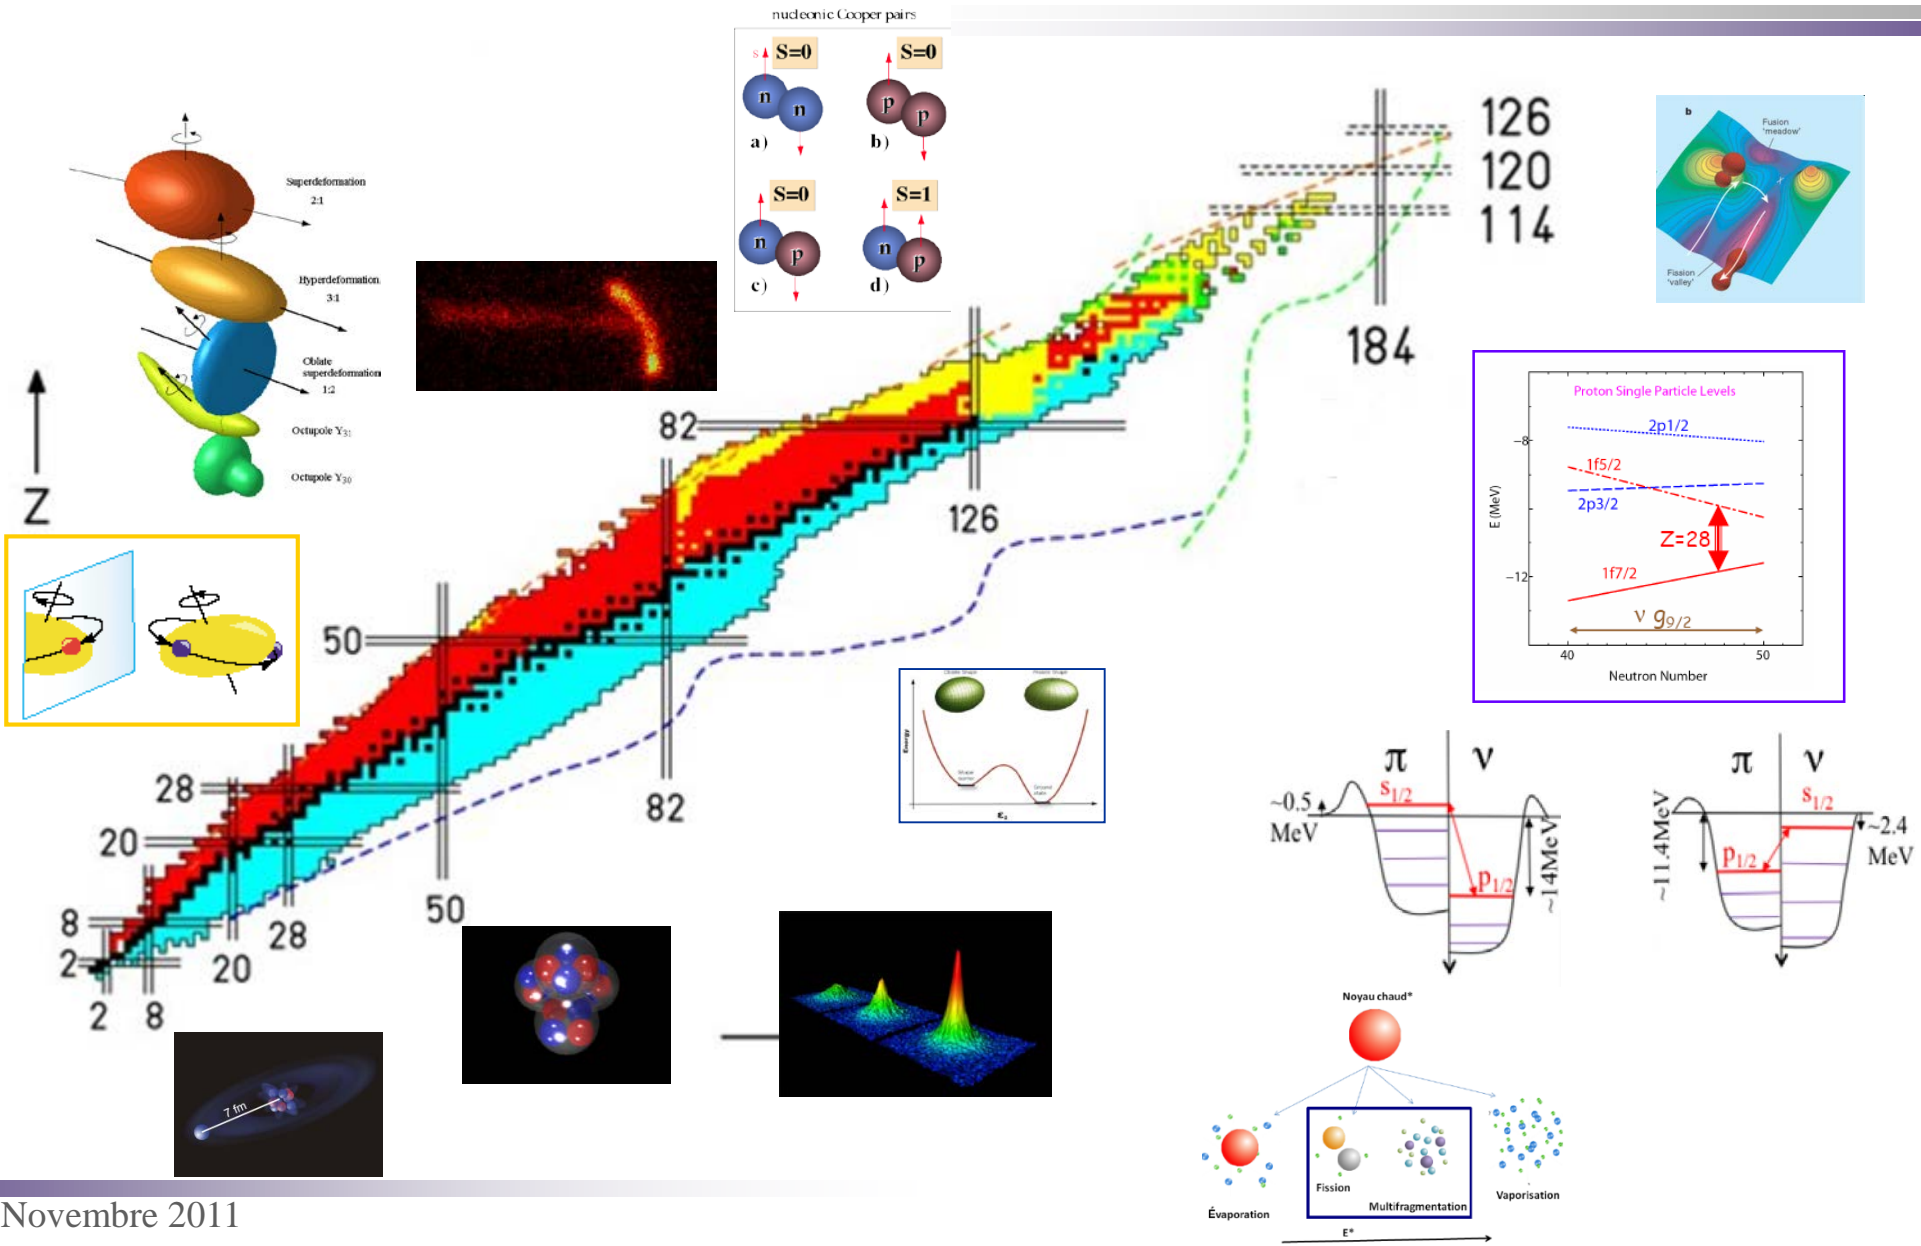 nucleonic Cooper pairs
s
S=0
S=0
n
n
p
p
a)
b)
S=0
S=1
n
p
n
p
c)
d)
Superdeformation
2:1
Hyperdeformation
3:1
Oblate
superdeformation
1:2
Octupole Y31
Octupole Y30
Z
126
120
114
184
82
126
50
82
28
20
50
8
28
2
20
2
8
b
Fusion
'meadow'
Fission
'valley'
Proton Single Particle Levels
2p1/2
−8
1f5/2
2p3/2
E (MeV)
Z=28
−12
1f7/2
ν g9/2
40
50
Neutron Number
Energy
Ground
state
π
ν
s1/2
~0.5
MeV
p1/2
~14MeV
π
ν
s1/2
~11.4MeV
p1/2
~2.4
MeV
7 fm
Noyau chaud*
Évaporation
Fission
Multifragmentation
Vaporisation
E*
Novembre 2011